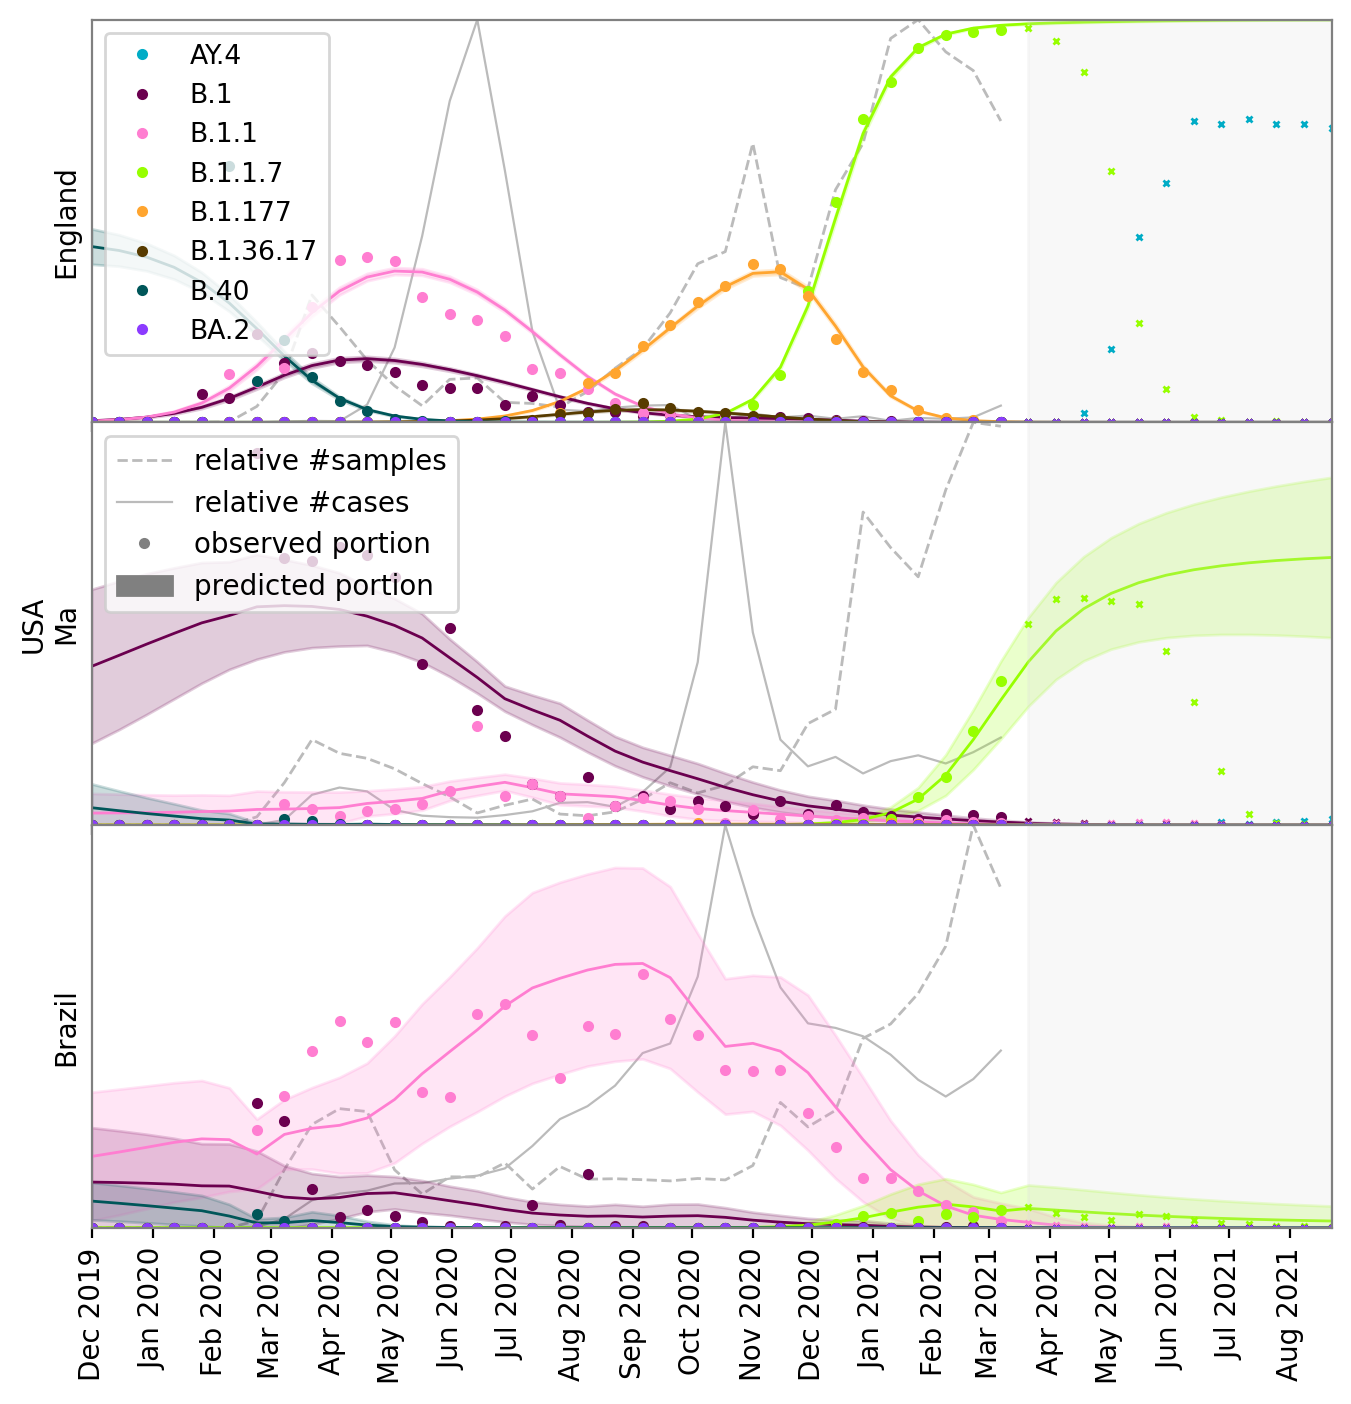 England
AY.4
B.1
B.1.1
B.1.1.7
B.1.177
B.1.36.17
B.40
BA.2
USA
Ma
relative #samples
relative #cases
observed portion
predicted portion
Brazil
Dec 2019
Jan 2020
Feb 2020
Mar 2020
Apr 2020
May 2020
Jun 2020
Jul 2020
Aug 2020
Sep 2020
Oct 2020
Nov 2020
Dec 2020
Jan 2021
Feb 2021
Mar 2021
Apr 2021
May 2021
Jun 2021
Jul 2021
Aug 2021